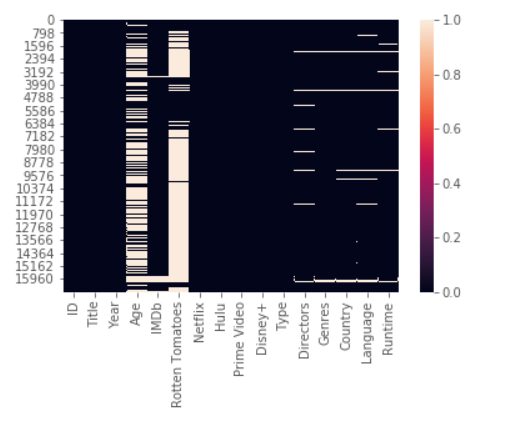 0
798
1596
2394
3192
3990
4788
5586
6384
7182
7980
8778
9576
10374
11172
11970
12768
13566
14364
15162
15960
ID
Title
Year
Age
IMDb
Rotten Tomatoes
Netflix
Hulu
Prime Video
Disney+
Type
Directors
Genres
Country
Language
Runtime
1.0
0.8
0.6
0.4
0.2
0.0